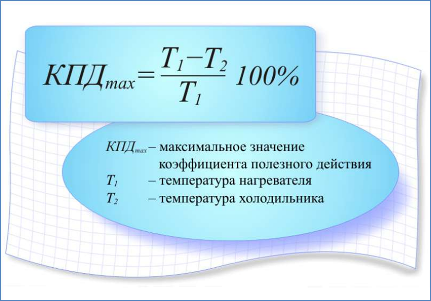 КПДmax = T1−T2 / T1 100%
КПДmax – максимальное значение
коэффициента полезного действия
T1 – температура нагревателя
T2 – температура холодильника